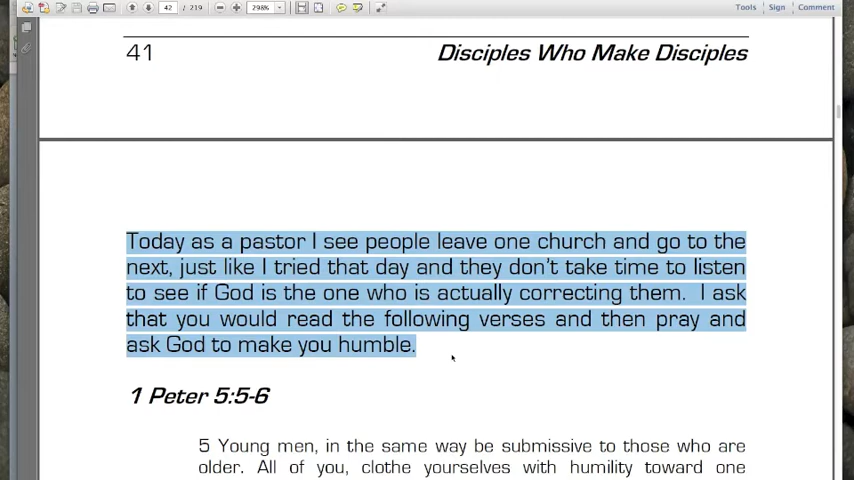 42 / 219
298%
Tools Sign Comment
41 Disciples Who Make Disciples
Today as a pastor I see people leave one church and go to the
next, just like I tried that day and they don't take time to listen
to see if God is the one who is actually correcting them. I ask
that you would read the following verses and then pray and
ask God to make you humble.
1 Peter 5:5-6
5 Young men, in the same way be submissive to those who are
older. All of you, clothe yourselves with humility toward one